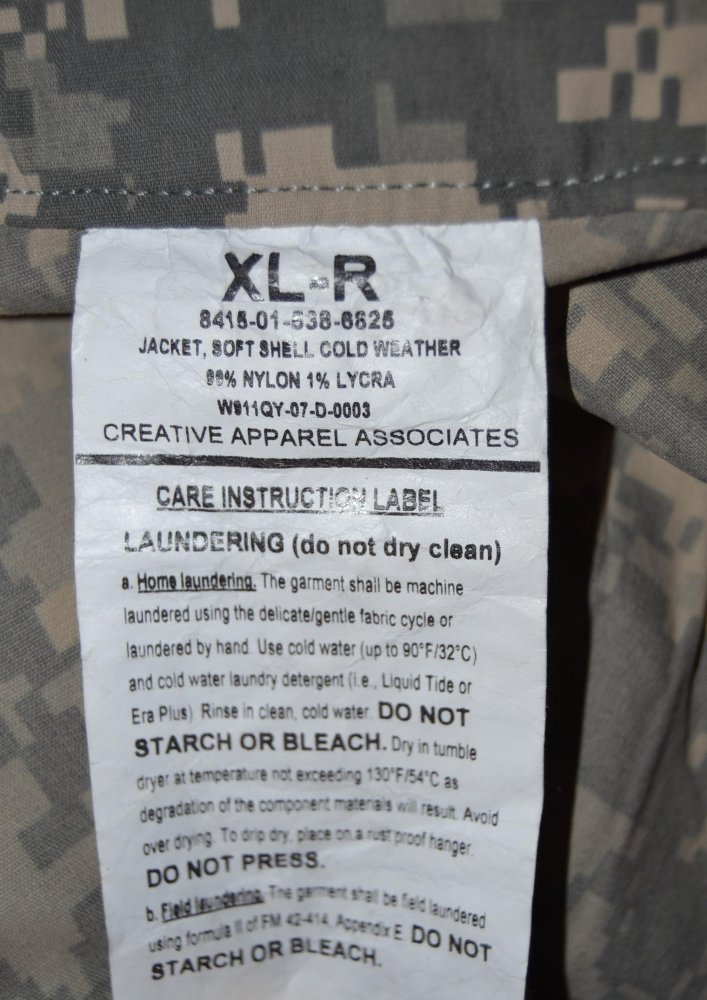 XL-R
8415-01-538-6626
JACKET, SOFT SHELL COLD WEATHER
99% NYLON 1% LYCRA
W911QY-07-D-0003
CREATIVE APPAREL ASSOCIATES
CARE INSTRUCTION LABEL
LAUNDERING (do not dry clean)
a. Home laundering. The garment shall be machine
laundered using the delicate/gentle fabric cycle or
laundered by hand. Use cold water (up to 90°F/32°C)
and cold water laundry detergent (i.e., Liquid Tide or
Era Plus) Rinse in clean, cold water. DO NOT
STARCH OR BLEACH. Dry in tumble
dryer at temperature not exceeding 130°F/54°C as
degradation of the component materials will result. Avoid
over drying. To drip dry, place on a rust proof hanger.
DO NOT PRESS.
b. Field laundering. The garment shall be field laundered
using formula II of FM 42-414, Appendix E. DO NOT
STARCH OR BLEACH.